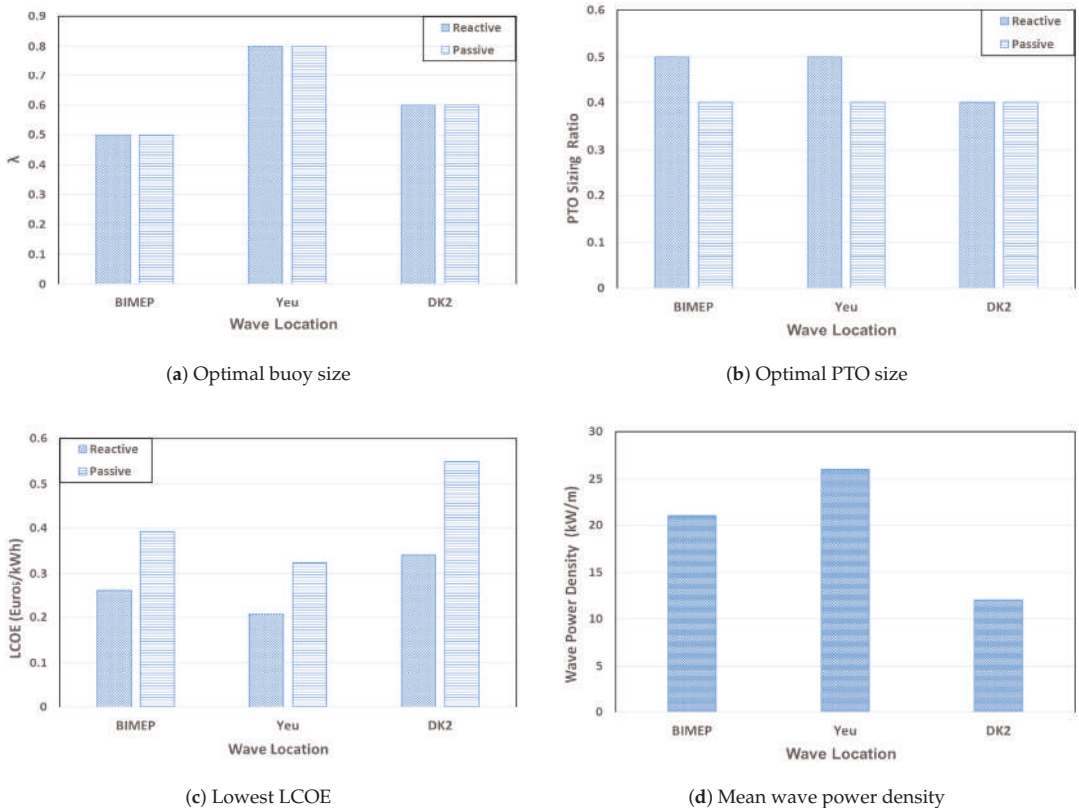 0.9
0.8
0.7
0.6
0.5
0.4
0.3
0.2
0.1
0
λ
Reactive
Passive
BIMEP Yeu DK2
Wave Location
(a) Optimal buoy size
0.6
0.5
0.4
0.3
0.2
0.1
0
PTO Sizing Ratio
Reactive
Passive
BIMEP Yeu DK2
Wave Location
(b) Optimal PTO size
0.6
0.5
0.4
0.3
0.2
0.1
0
LCOE (Euros/kWh)
Reactive
Passive
BIMEP Yeu DK2
Wave Location
(c) Lowest LCOE
30
25
20
15
10
5
0
Wave Power Density (kW/m)
BIMEP Yeu DK2
Wave Location
(d) Mean wave power density